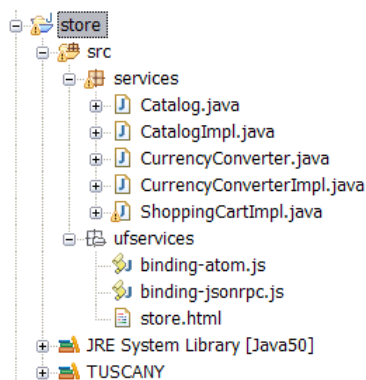 store
src
services
Catalog.java
CatalogImpl.java
CurrencyConverter.java
CurrencyConverterImpl.java
ShoppingCartImpl.java
ufservices
binding-atom.js
binding-jsonrpc.js
store.html
JRE System Library [Java50]
TUSCANY